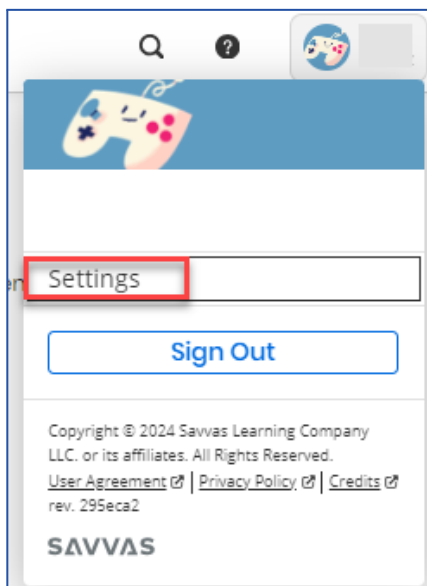 Settings
Sign Out
Copyright © 2024 Savvas Learning Company
LLC. or its affiliates. All Rights Reserved.
User Agreement | Privacy Policy | Credits
rev. 295eca2
SAVVAS